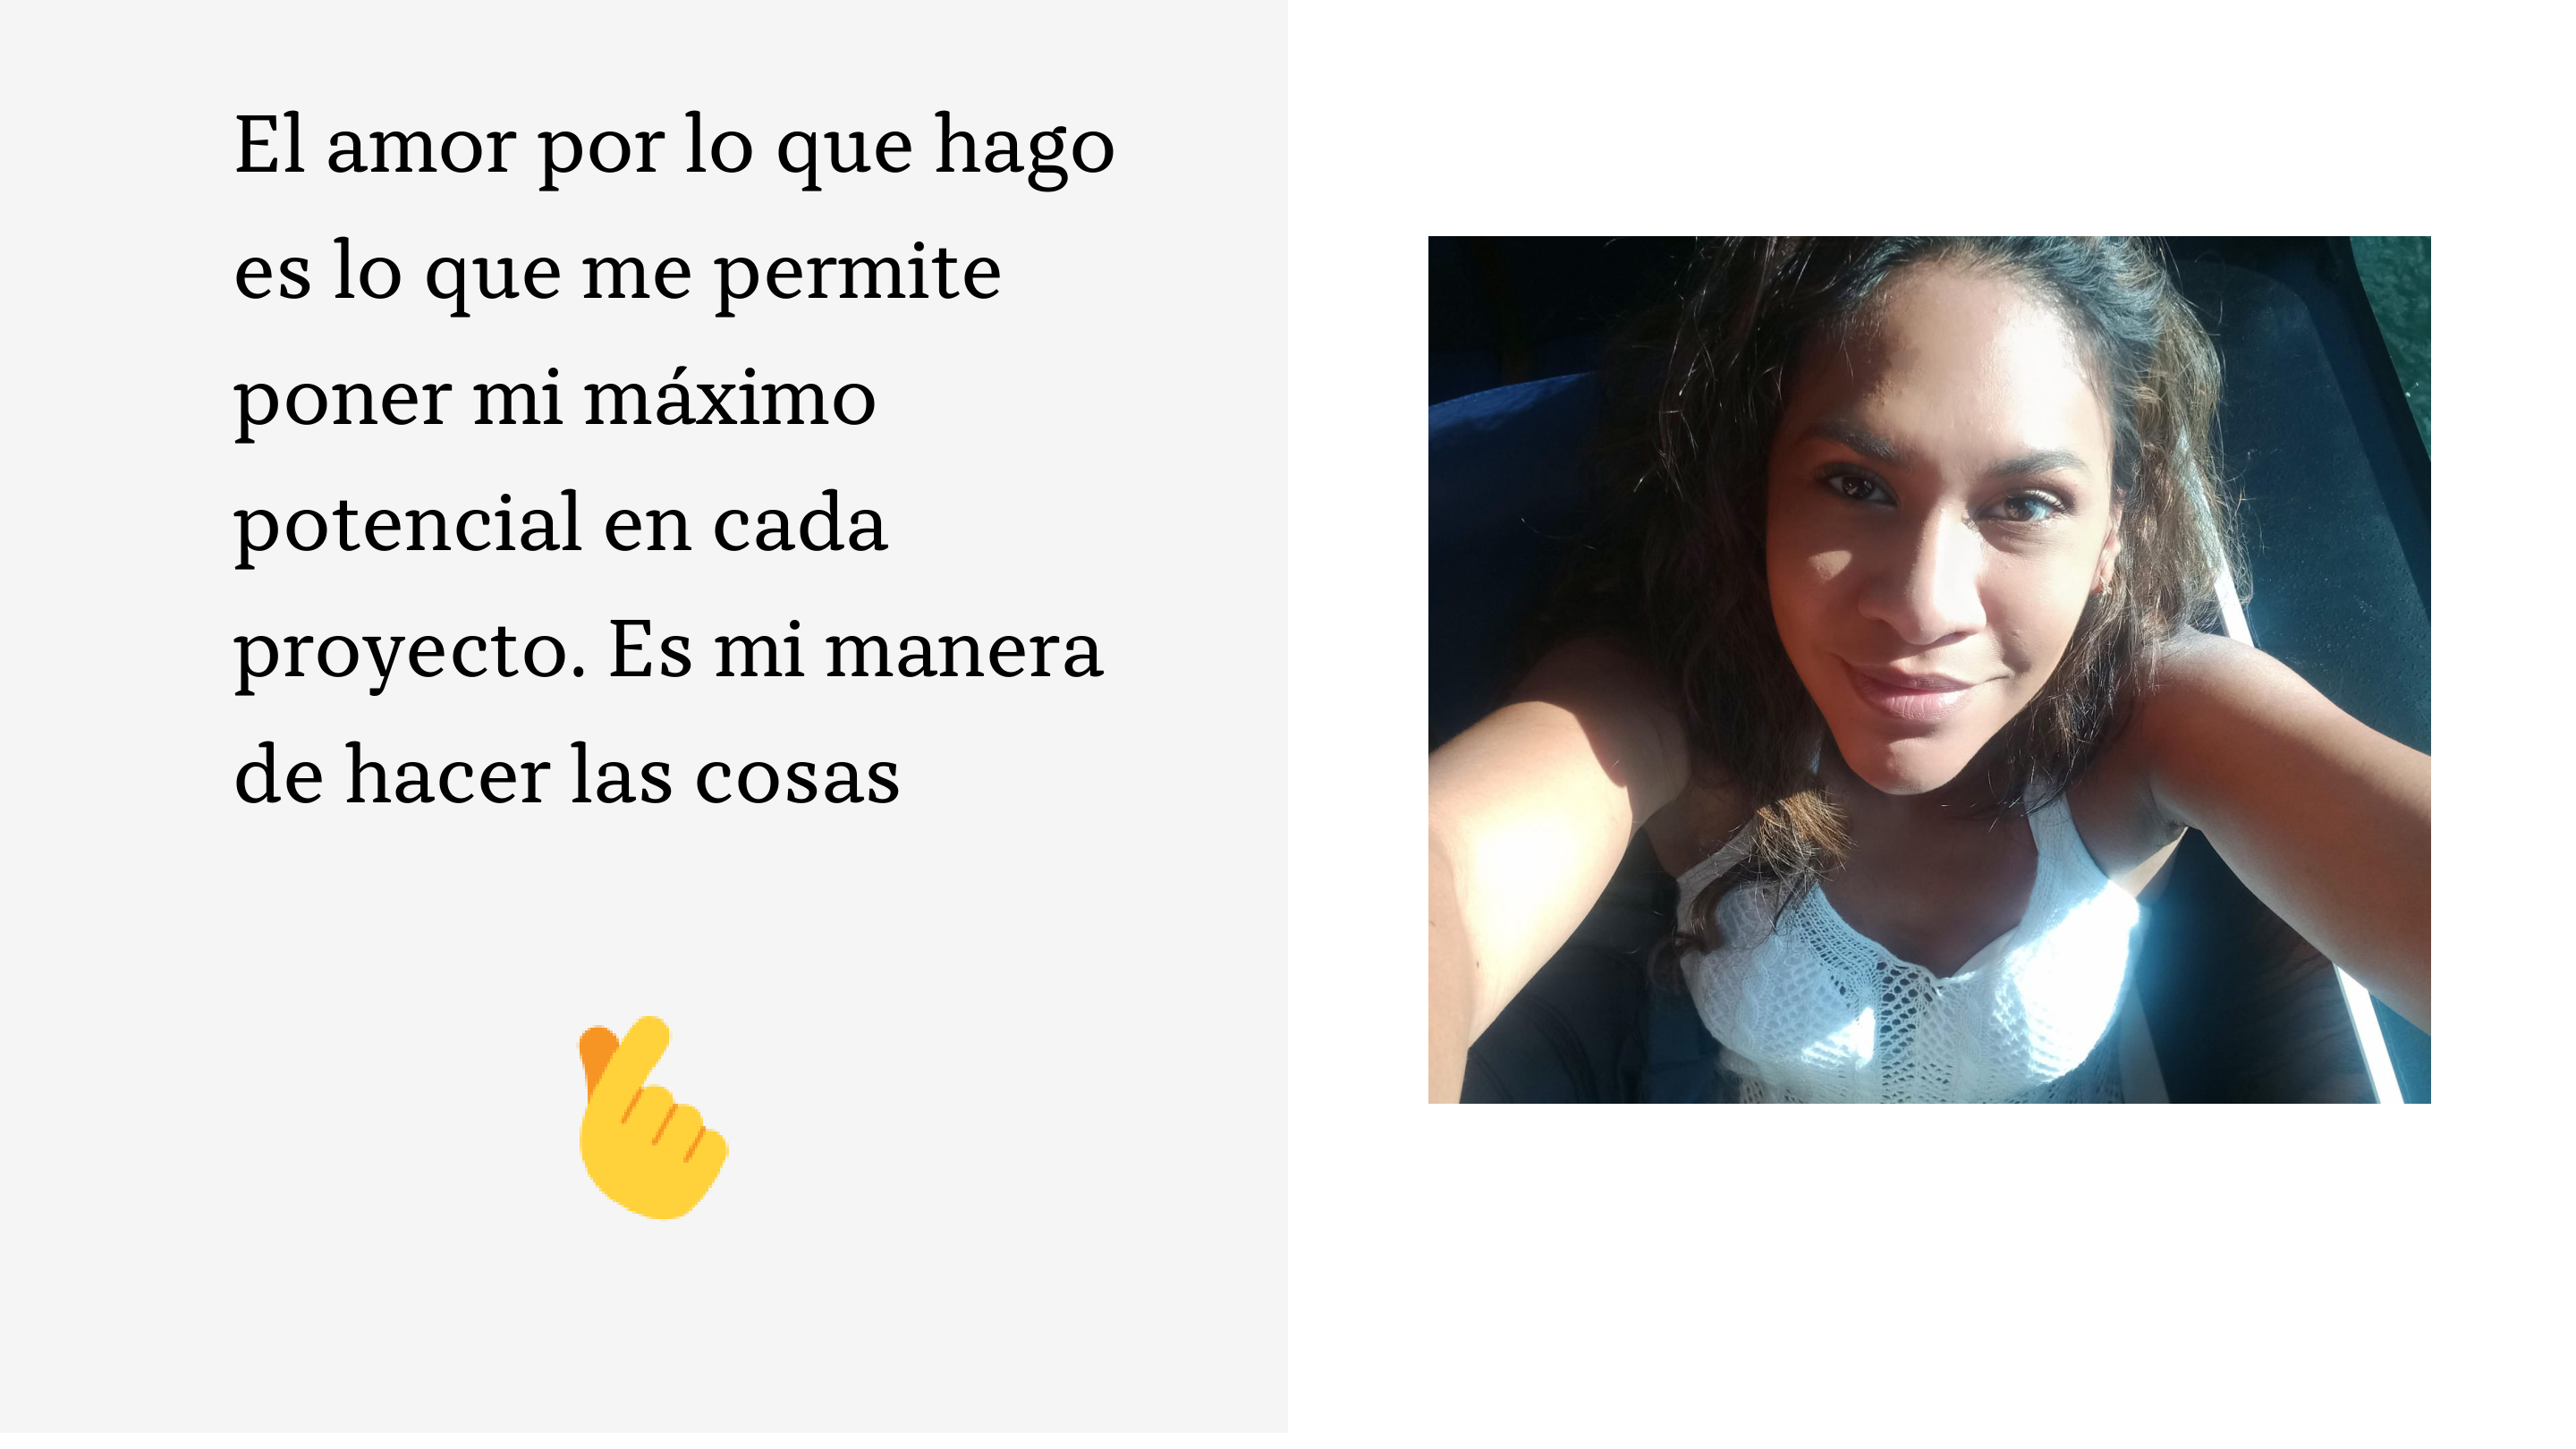 El amor por lo que hago
es lo que me permite
poner mi máximo
potencial en cada
proyecto. Es mi manera
de hacer las cosas